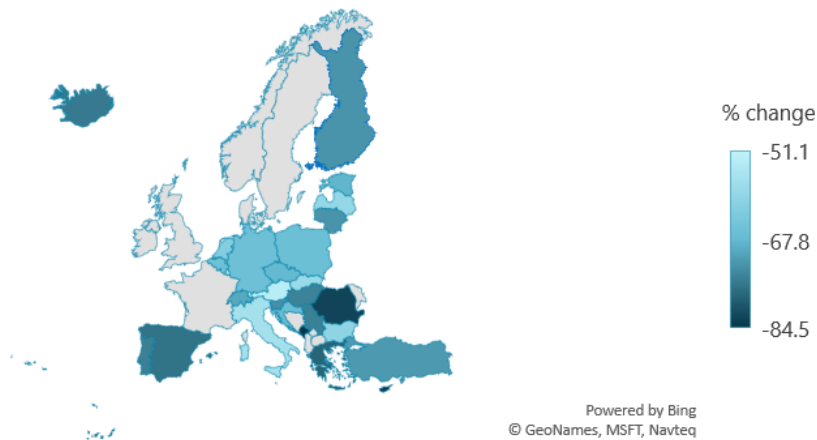 % change
-51.1
-67.8
-84.5
Powered by Bing
© GeoNames, MSFT, Navteq